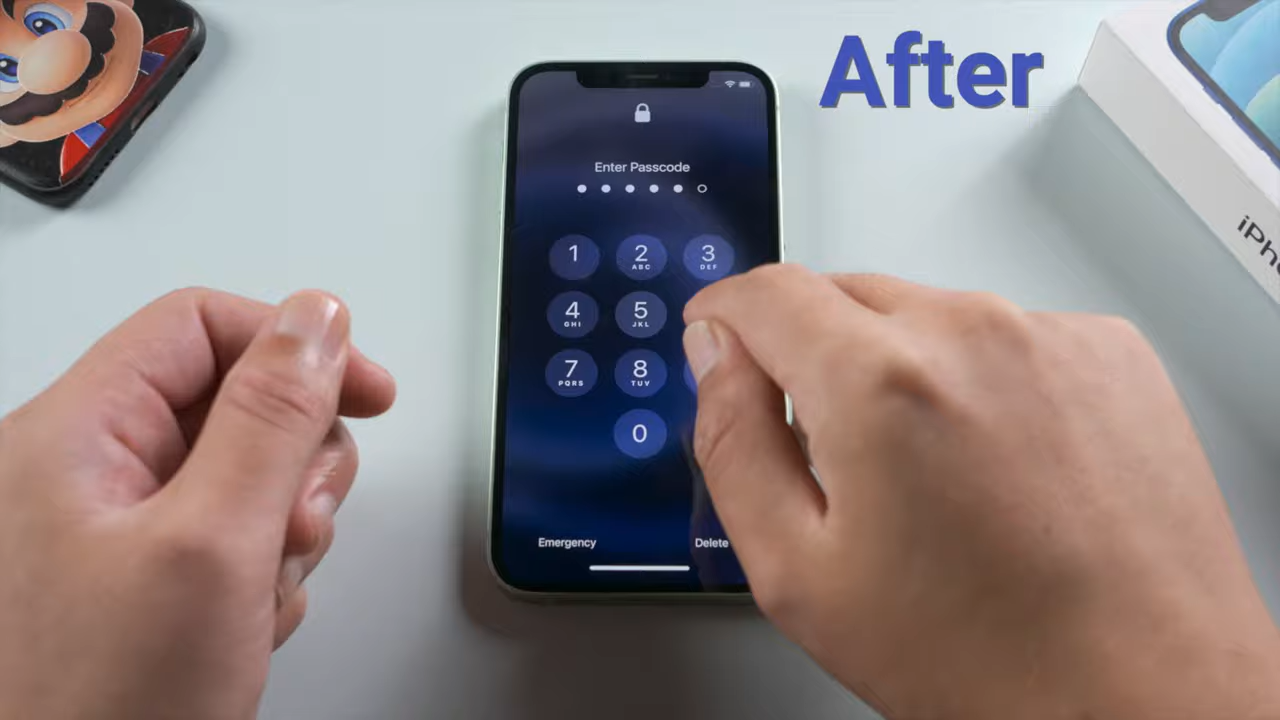 After
Enter Passcode
1
2
ABC
3
DEF
4
GHI
5
JKL
7
PQRS
8
TUV
0
Emergency
Delete
iPh